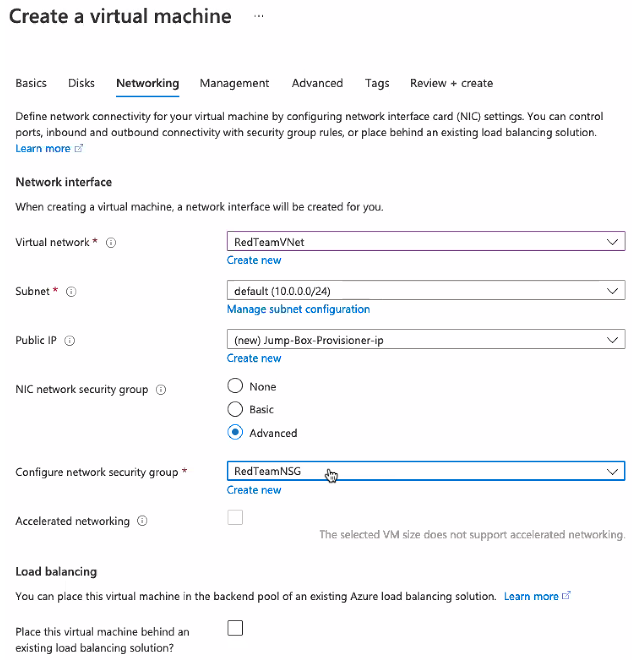 Create a virtual machine ...
Basics Disks Networking Management Advanced Tags Review + create
Define network connectivity for your virtual machine by configuring network interface card (NIC) settings. You can control
ports, inbound and outbound connectivity with security group rules, or place behind an existing load balancing solution.
Learn more
Network interface
When creating a virtual machine, a network interface will be created for you.
Virtual network * RedTeamVNet
Create new
Subnet * default (10.0.0.0/24)
Manage subnet configuration
Public IP (new) Jump-Box-Provisioner-ip
Create new
NIC network security group None
Basic
Advanced
Configure network security group * RedTeamNSG
Create new
Accelerated networking
The selected VM size does not support accelerated networking.
Load balancing
You can place this virtual machine in the backend pool of an existing Azure load balancing solution. Learn more
Place this virtual machine behind an
existing load balancing solution?